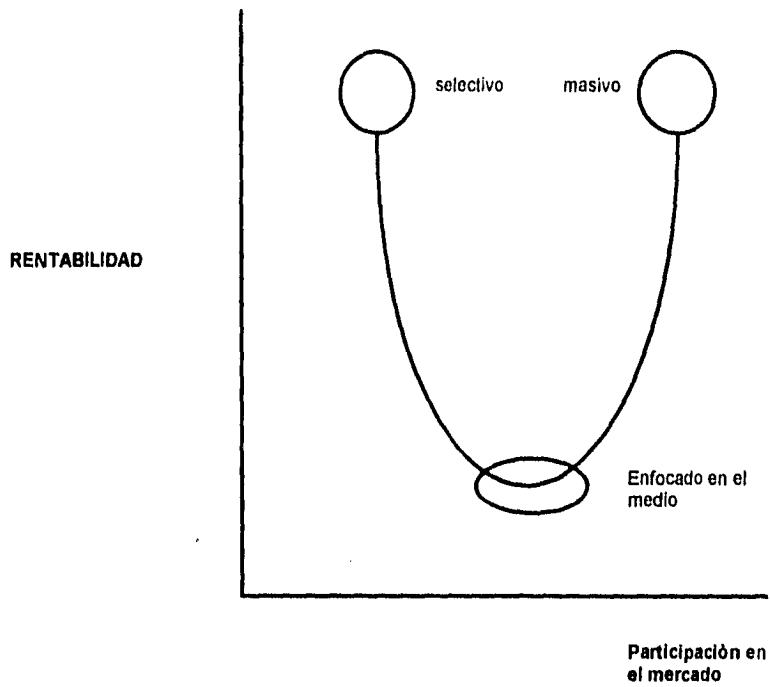 selectivo
masivo
RENTABILIDAD
Enfocado en el
medio
Participaciòn en
el mercado